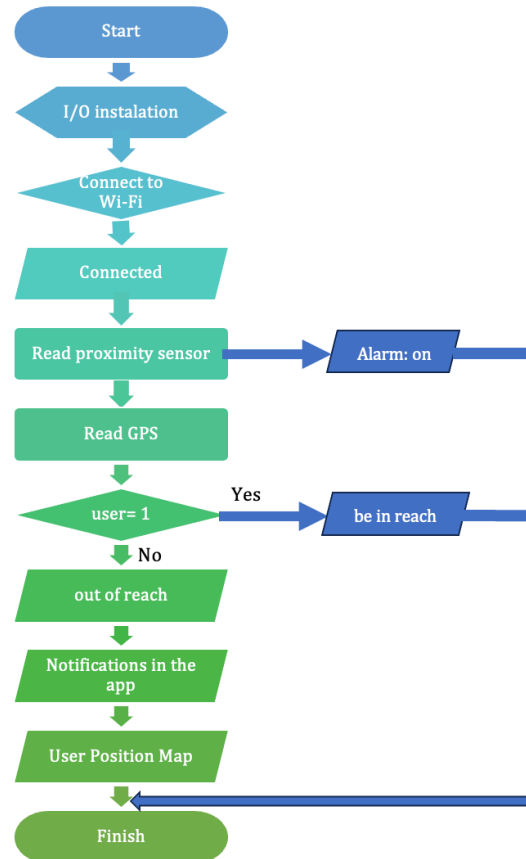 Start
I/O instalation
Connect to
Wi-Fi
Connected
Read proximity sensor
Alarm: on
Read GPS
Yes
user= 1
be in reach
No
out of reach
Notifications in the
app
User Position Map
Finish